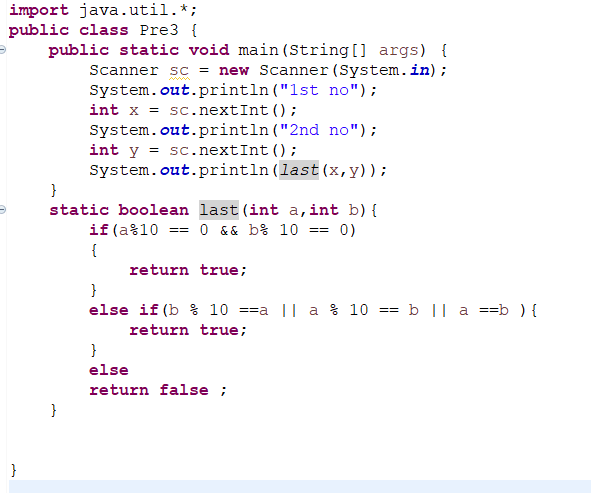 import java.util.*;
public class Pre3 {
    public static void main(String[] args) {
        Scanner sc = new Scanner(System.in);
        System.out.println("1st no");
        int x = sc.nextInt();
        System.out.println("2nd no");
        int y = sc.nextInt();
        System.out.println(last(x,y));
    }
    static boolean last(int a,int b){
        if(a%10 == 0 && b% 10 == 0)
        {
            return true;
        }
        else if(b % 10 ==a || a % 10 == b || a ==b ){
            return true;
        }
        else
        return false ;
    }
}